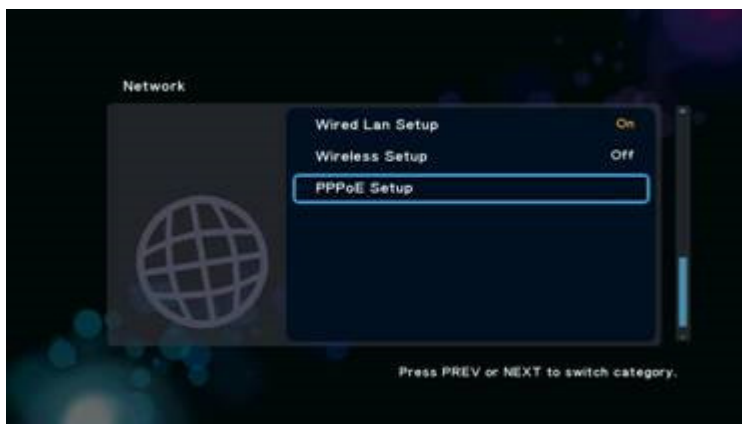 Network
Wired Lan Setup On
Wireless Setup Off
PPPoE Setup
Press PREV or NEXT to switch category.